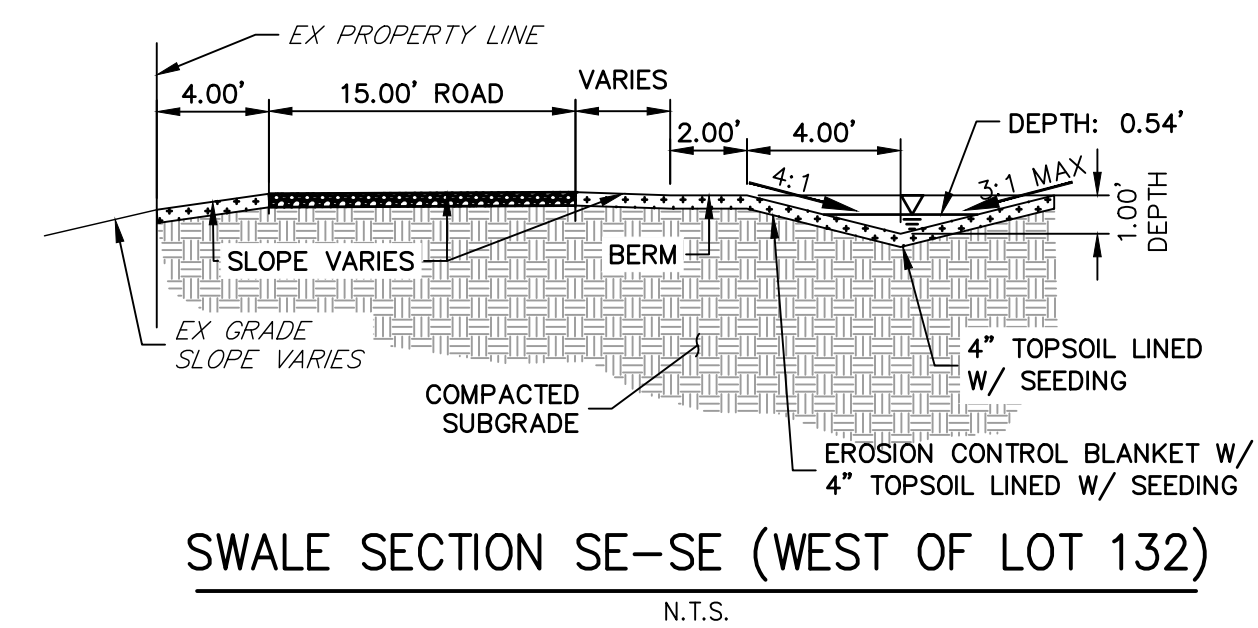 EX PROPERTY LINE
4.00'
15.00' ROAD
VARIES
2.00'
4.00'
DEPTH: 0.54'
4:1
3:1 MAX
1.00'
DEPTH
SLOPE VARIES
BERM
EX GRADE
SLOPE VARIES
4" TOPSOIL LINED
W/ SEEDING
COMPACTED
SUBGRADE
EROSION CONTROL BLANKET W/
4" TOPSOIL LINED W/ SEEDING
SWALE SECTION SE-SE (WEST OF LOT 132)
N.T.S.